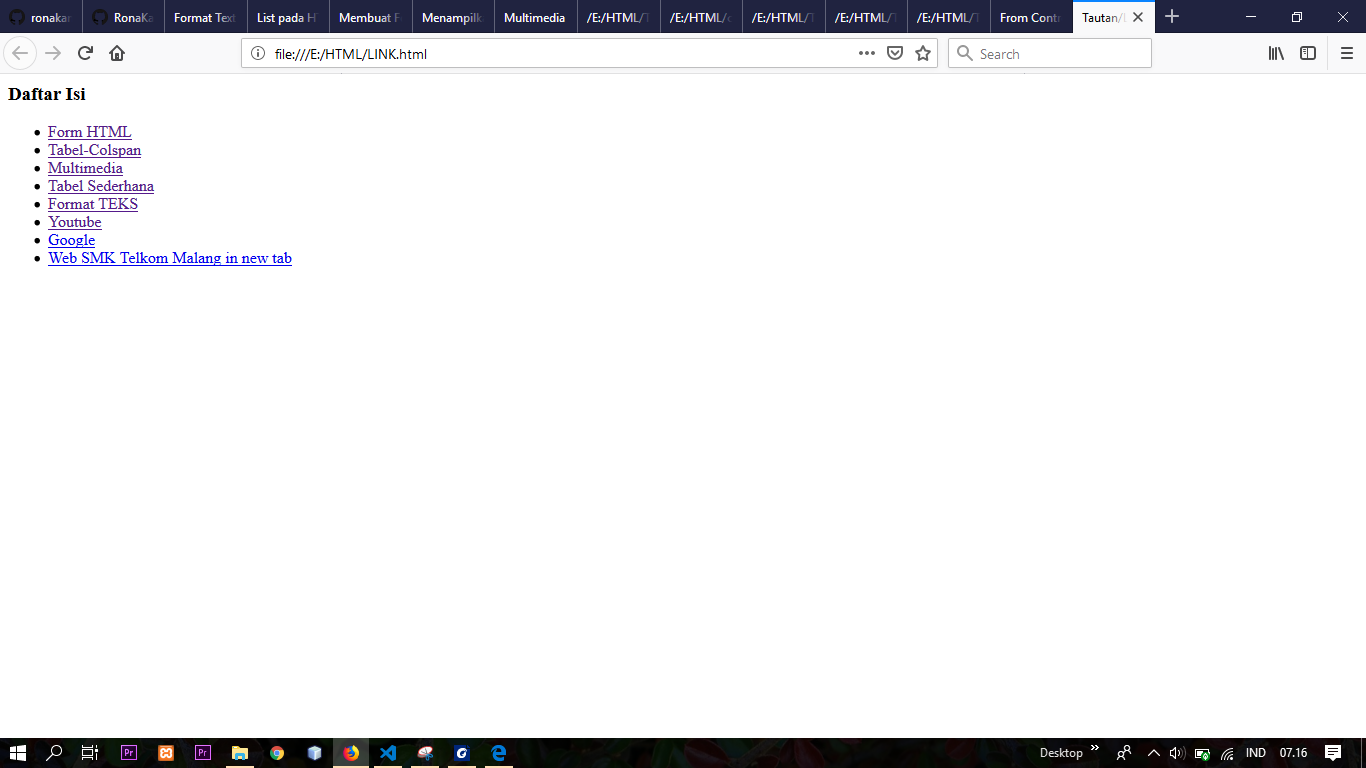 ronakar
RonaKa
Format Text
List pada H
Membuat F
Menampilk
Multimedia
/E:/HTML/T
/E:/HTML/c
/E:/HTML/T
/E:/HTML/T
/E:/HTML/T
From Contr
Tautan/
file:///E:/HTML/LINK.html
Search
Daftar Isi
Form HTML
Tabel-Colspan
Multimedia
Tabel Sederhana
Format TEKS
Youtube
Google
Web SMK Telkom Malang in new tab
Pr
Pr
Desktop
IND
07.16